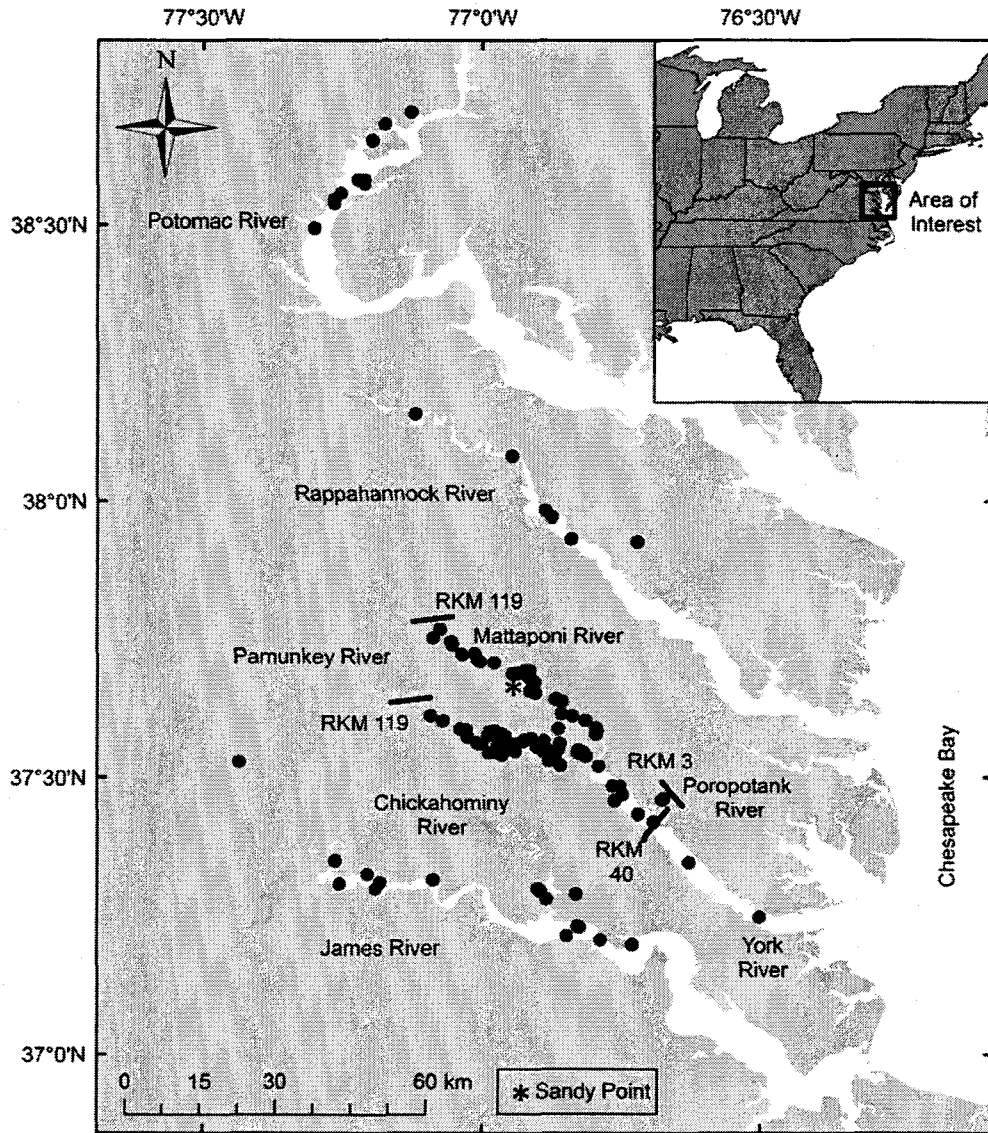 77°30'W
77°0'W
76°30'W
N
Area of
Interest
Potomac River
38°30'N
38°0'N
Rappahannock River
RKM 119
Mattaponi River
Pamunkey River
RKM 119
RKM 3
37°30'N
Poropotank
River
Chickahominy
River
RKM
40
Chesapeake Bay
James River
York
River
37°0'N
0 15 30 60 km
* Sandy Point